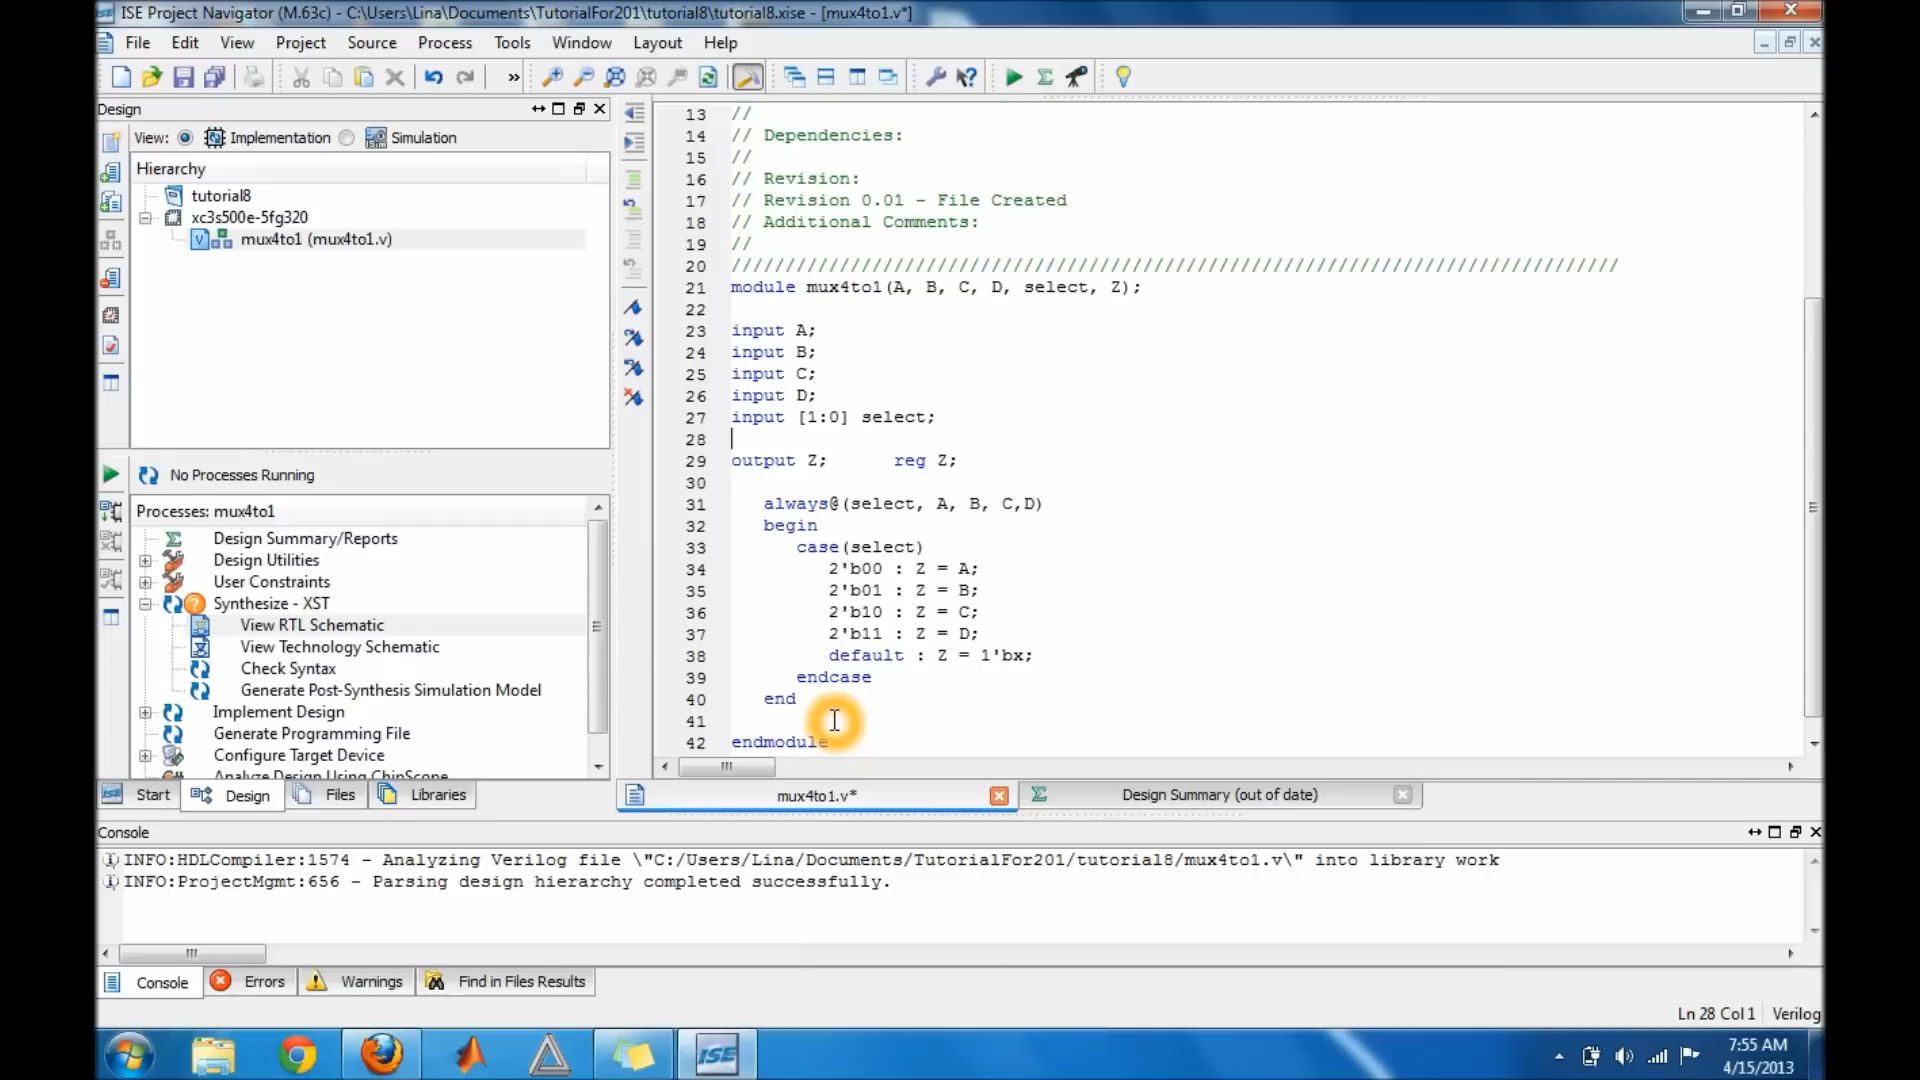 ISE Project Navigator (M.63c) - C:\Users\Lina\Documents\TutorialFor201\tutorial8\tutorial8.xise - [mux4to1.v*]
File Edit View Project Source Process Tools Window Layout Help
»
Design
View: Implementation Simulation
Hierarchy
tutorial8
xc3s500e-5fg320
mux4to1 (mux4to1.v)
No Processes Running
Processes: mux4to1
Design Summary/Reports
Design Utilities
User Constraints
Synthesize - XST
View RTL Schematic
View Technology Schematic
Check Syntax
Generate Post-Synthesis Simulation Model
Implement Design
Generate Programming File
Configure Target Device
Analyze Design Using ChipScope
Start Design Files Libraries
13 //
14 // Dependencies:
15 //
16 // Revision:
17 // Revision 0.01 - File Created
18 // Additional Comments:
19 //
20 //////////////////////////////////////////////////////////////////////////////////
21 module mux4to1(A, B, C, D, select, Z);
22
23 input A;
24 input B;
25 input C;
26 input D;
27 input [1:0] select;
28
29 output Z; reg Z;
30
31 always@(select, A, B, C,D)
32 begin
33 case(select)
34 2'b00 : Z = A;
35 2'b01 : Z = B;
36 2'b10 : Z = C;
37 2'b11 : Z = D;
38 default : Z = 1'bx;
39 endcase
40 end
41
42 endmodule
mux4to1.v* Design Summary (out of date)
Console
INFO:HDLCompiler:1574 - Analyzing Verilog file \"C:/Users/Lina/Documents/TutorialFor201/tutorial8/mux4to1.v\" into library work
INFO:ProjectMgmt:656 - Parsing design hierarchy completed successfully.
Console Errors Warnings Find in Files Results
Ln 28 Col 1 Verilog
ISE
7:55 AM
4/15/2013